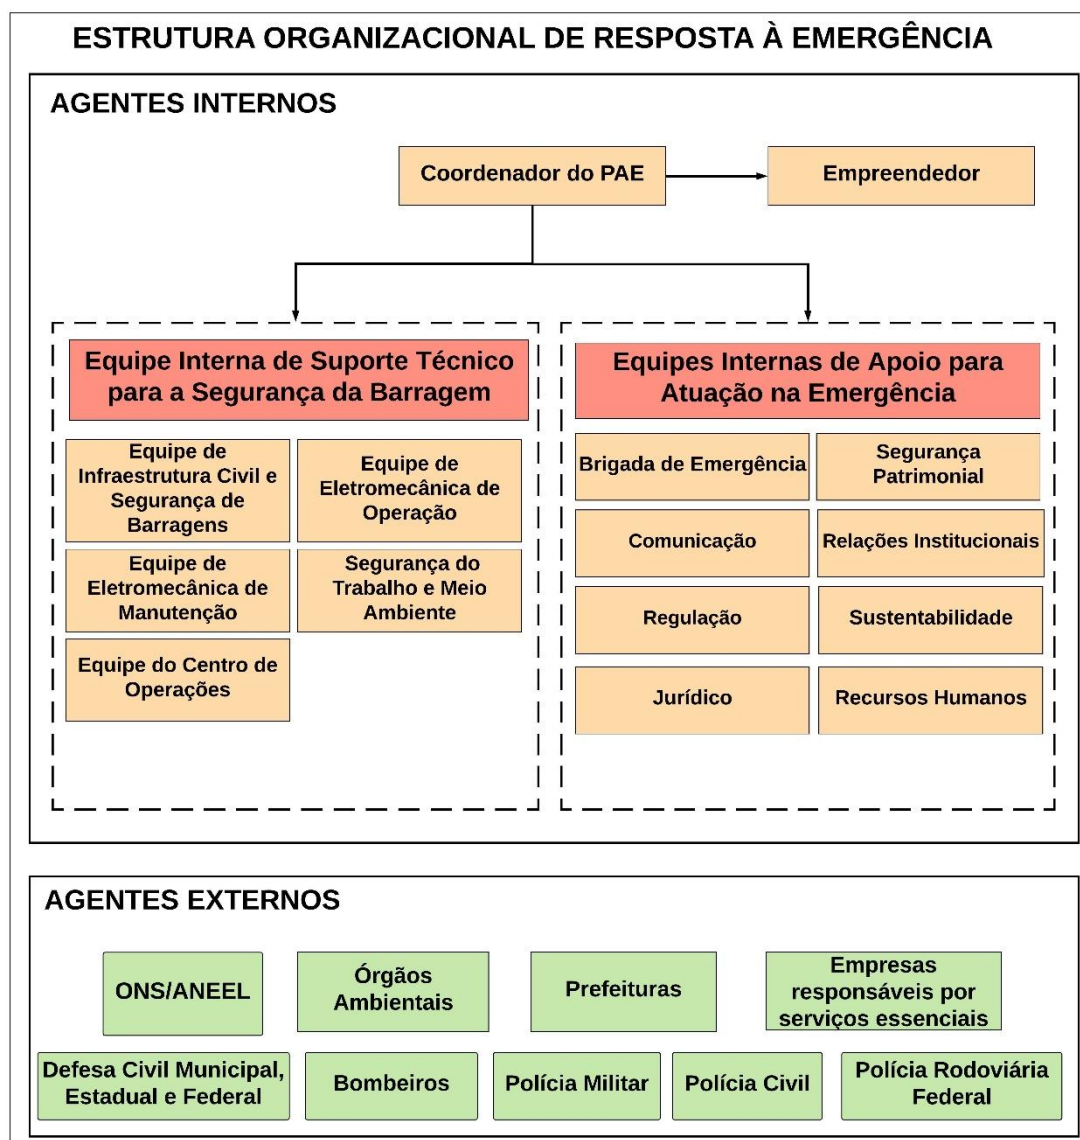 ESTRUTURA ORGANIZACIONAL DE RESPOSTA À EMERGÊNCIA
AGENTES INTERNOS
Coordenador do PAE
Empreendedor
Equipe Interna de Suporte Técnico
para a Segurança da Barragem
Equipe de
Infraestrutura Civil e
Segurança de
Barragens
Equipe de
Eletromecânica de
Operação
Equipe de
Eletromecânica de
Manutenção
Segurança do
Trabalho e Meio
Ambiente
Equipe do Centro de
Operações
Equipes Internas de Apoio para
Atuação na Emergência
Brigada de Emergência
Segurança
Patrimonial
Comunicação
Relações Institucionais
Regulação
Sustentabilidade
Jurídico
Recursos Humanos
AGENTES EXTERNOS
ONS/ANEEL
Órgãos
Ambientais
Prefeituras
Empresas
responsáveis por
serviços essenciais
Defesa Civil Municipal,
Estadual e Federal
Bombeiros
Polícia Militar
Polícia Civil
Polícia Rodoviária
Federal